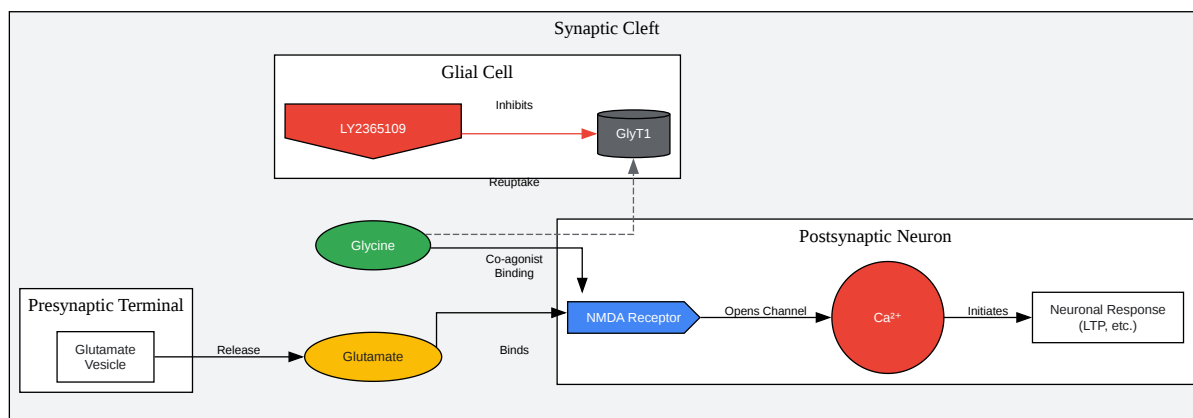 Synaptic Cleft
Glial Cell
Inhibits
LY2365109
GlyT1
Reuptake
Glycine
Co-agonist
Binding
Postsynaptic Neuron
Presynaptic Terminal
Glutamate
Vesicle
Release
Glutamate
Binds
NMDA Receptor
Opens Channel
Ca²⁺
Initiates
Neuronal Response
(LTP, etc.)